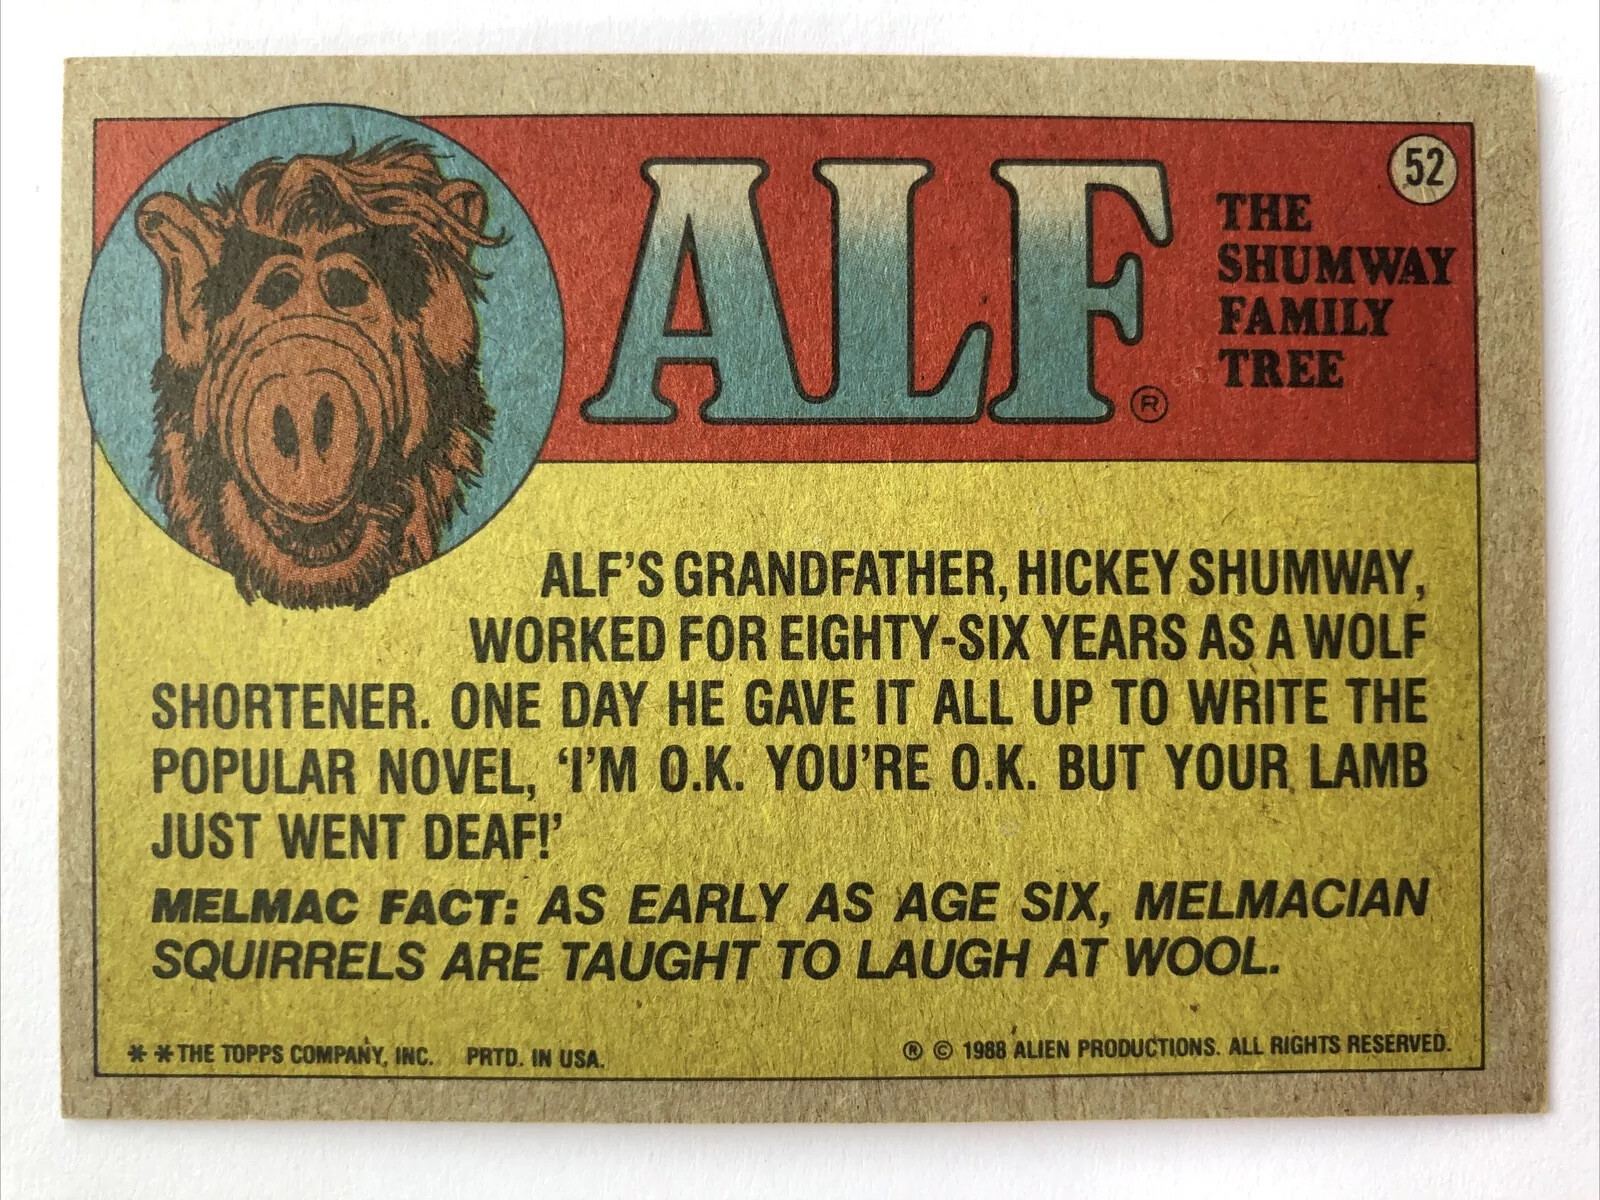 52
ALF®
THE
SHUMWAY
FAMILY
TREE
ALF'S GRANDFATHER, HICKEY SHUMWAY,
WORKED FOR EIGHTY-SIX YEARS AS A WOLF
SHORTENER. ONE DAY HE GAVE IT ALL UP TO WRITE THE
POPULAR NOVEL, 'I'M O.K. YOU'RE O.K. BUT YOUR LAMB
JUST WENT DEAF!'
MELMAC FACT: AS EARLY AS AGE SIX, MELMACIAN
SQUIRRELS ARE TAUGHT TO LAUGH AT WOOL.
* * THE TOPPS COMPANY, INC. PRTD. IN USA.
® © 1988 ALIEN PRODUCTIONS. ALL RIGHTS RESERVED.